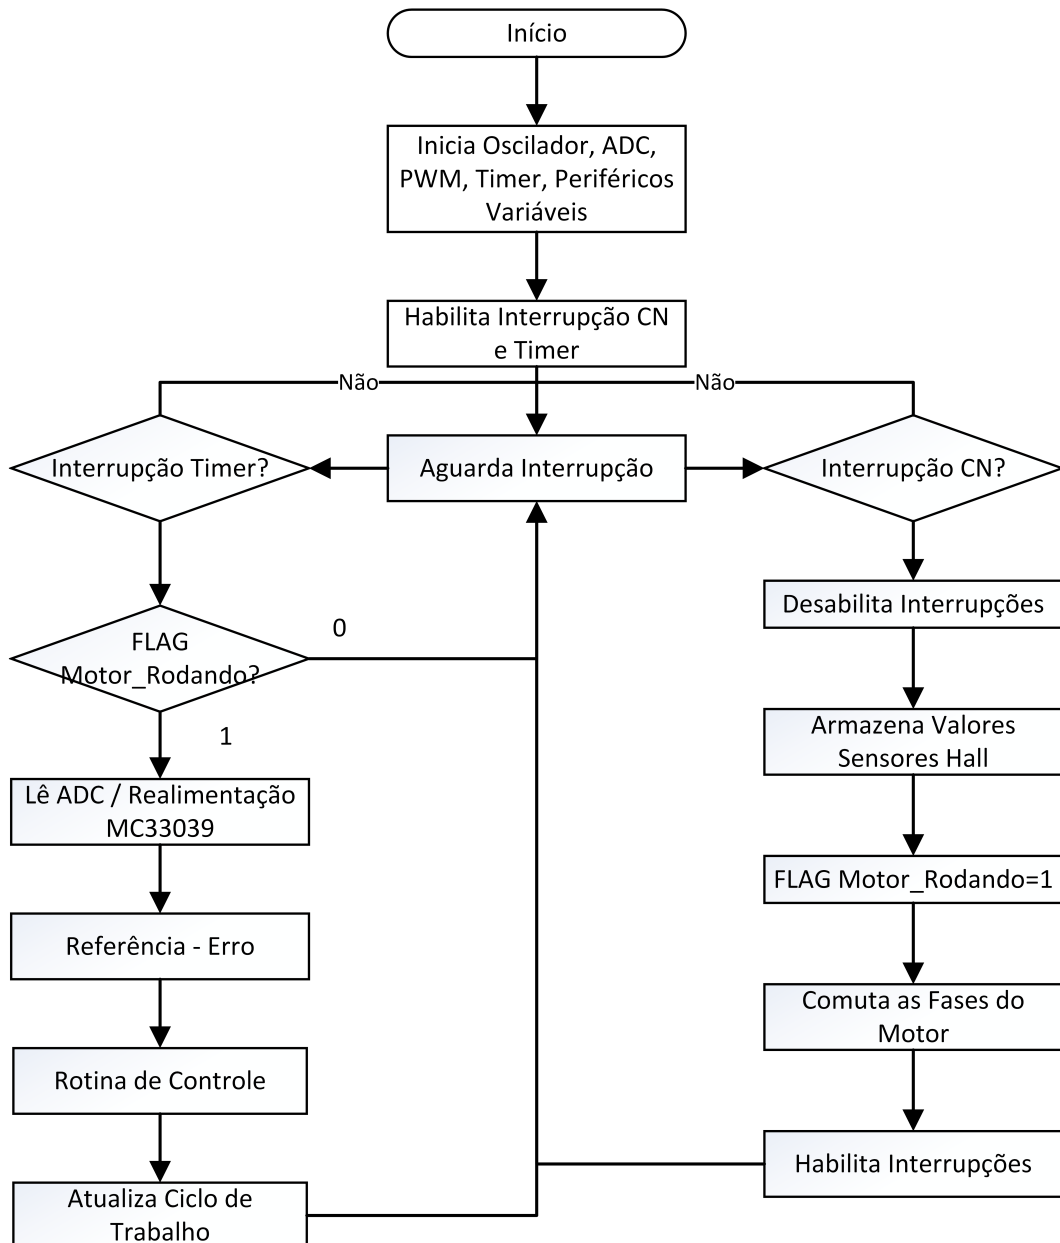 Início
Inicia Oscilador, ADC,
PWM, Timer, Periféricos
Variáveis
Habilita Interrupção CN
e Timer
Não
Não
Interrupção Timer?
Aguarda Interrupção
Interrupção CN?
Desabilita Interrupções
FLAG
Motor_Rodando?
0
1
Armazena Valores
Sensores Hall
Lê ADC / Realimentação
MC33039
FLAG Motor_Rodando=1
Referência - Erro
Comuta as Fases do
Motor
Rotina de Controle
Habilita Interrupções
Atualiza Ciclo de
Trabalho